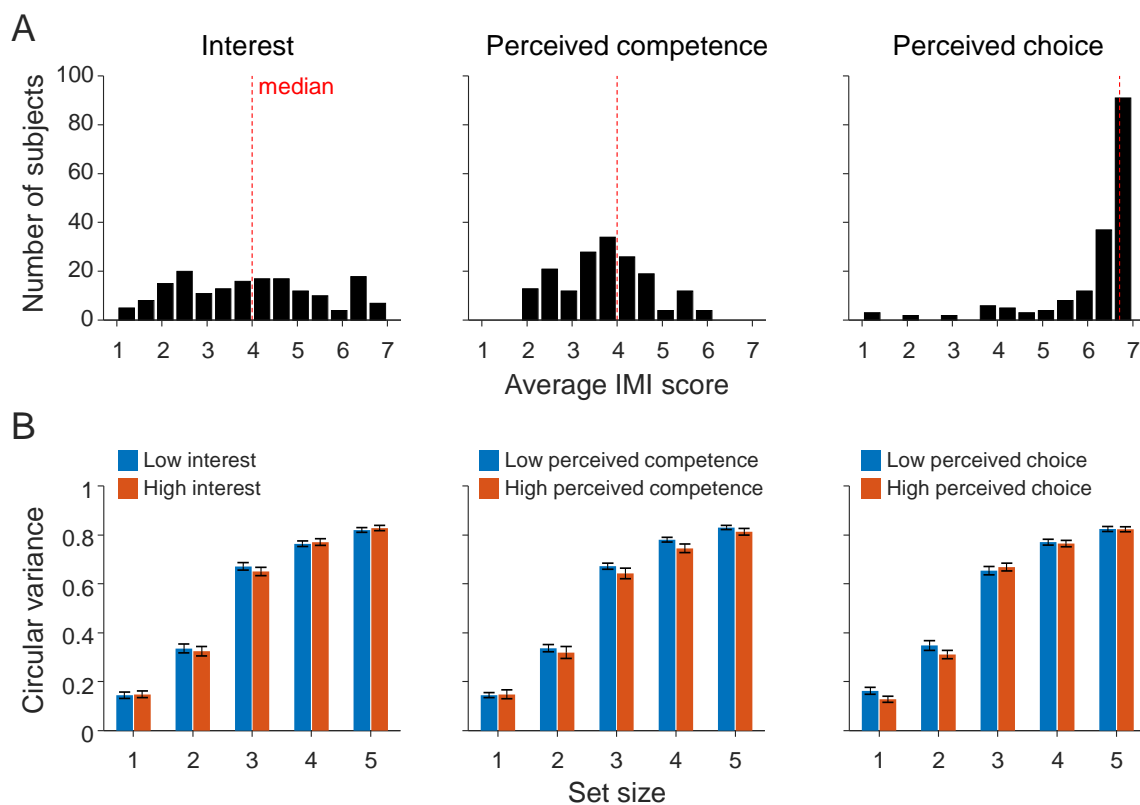 A
Interest
Perceived competence
Perceived choice
median
Number of subjects
100
80
60
40
20
0
1 2 3 4 5 6 7
1 2 3 4 5 6 7
1 2 3 4 5 6 7
Average IMI score
B
Low interest
High interest
Low perceived competence
High perceived competence
Low perceived choice
High perceived choice
Circular variance
1
0.8
0.6
0.4
0.2
0
1 2 3 4 5
1 2 3 4 5
1 2 3 4 5
Set size